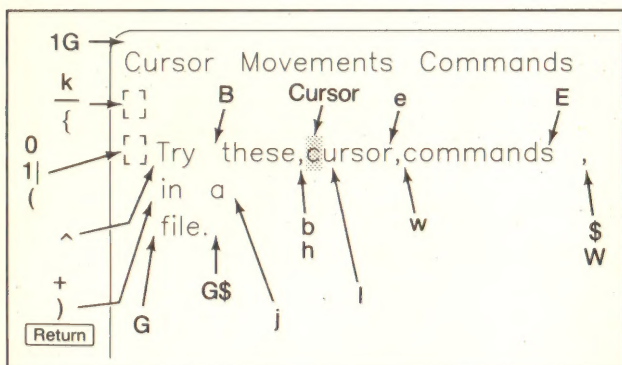 1G
Cursor Movements Commands
k
{
B Cursor e E
0
1|
(
Try these,cursor,commands ,
in a
file.
^
b
h
w
$
W
+
)
Return
G G$ j l